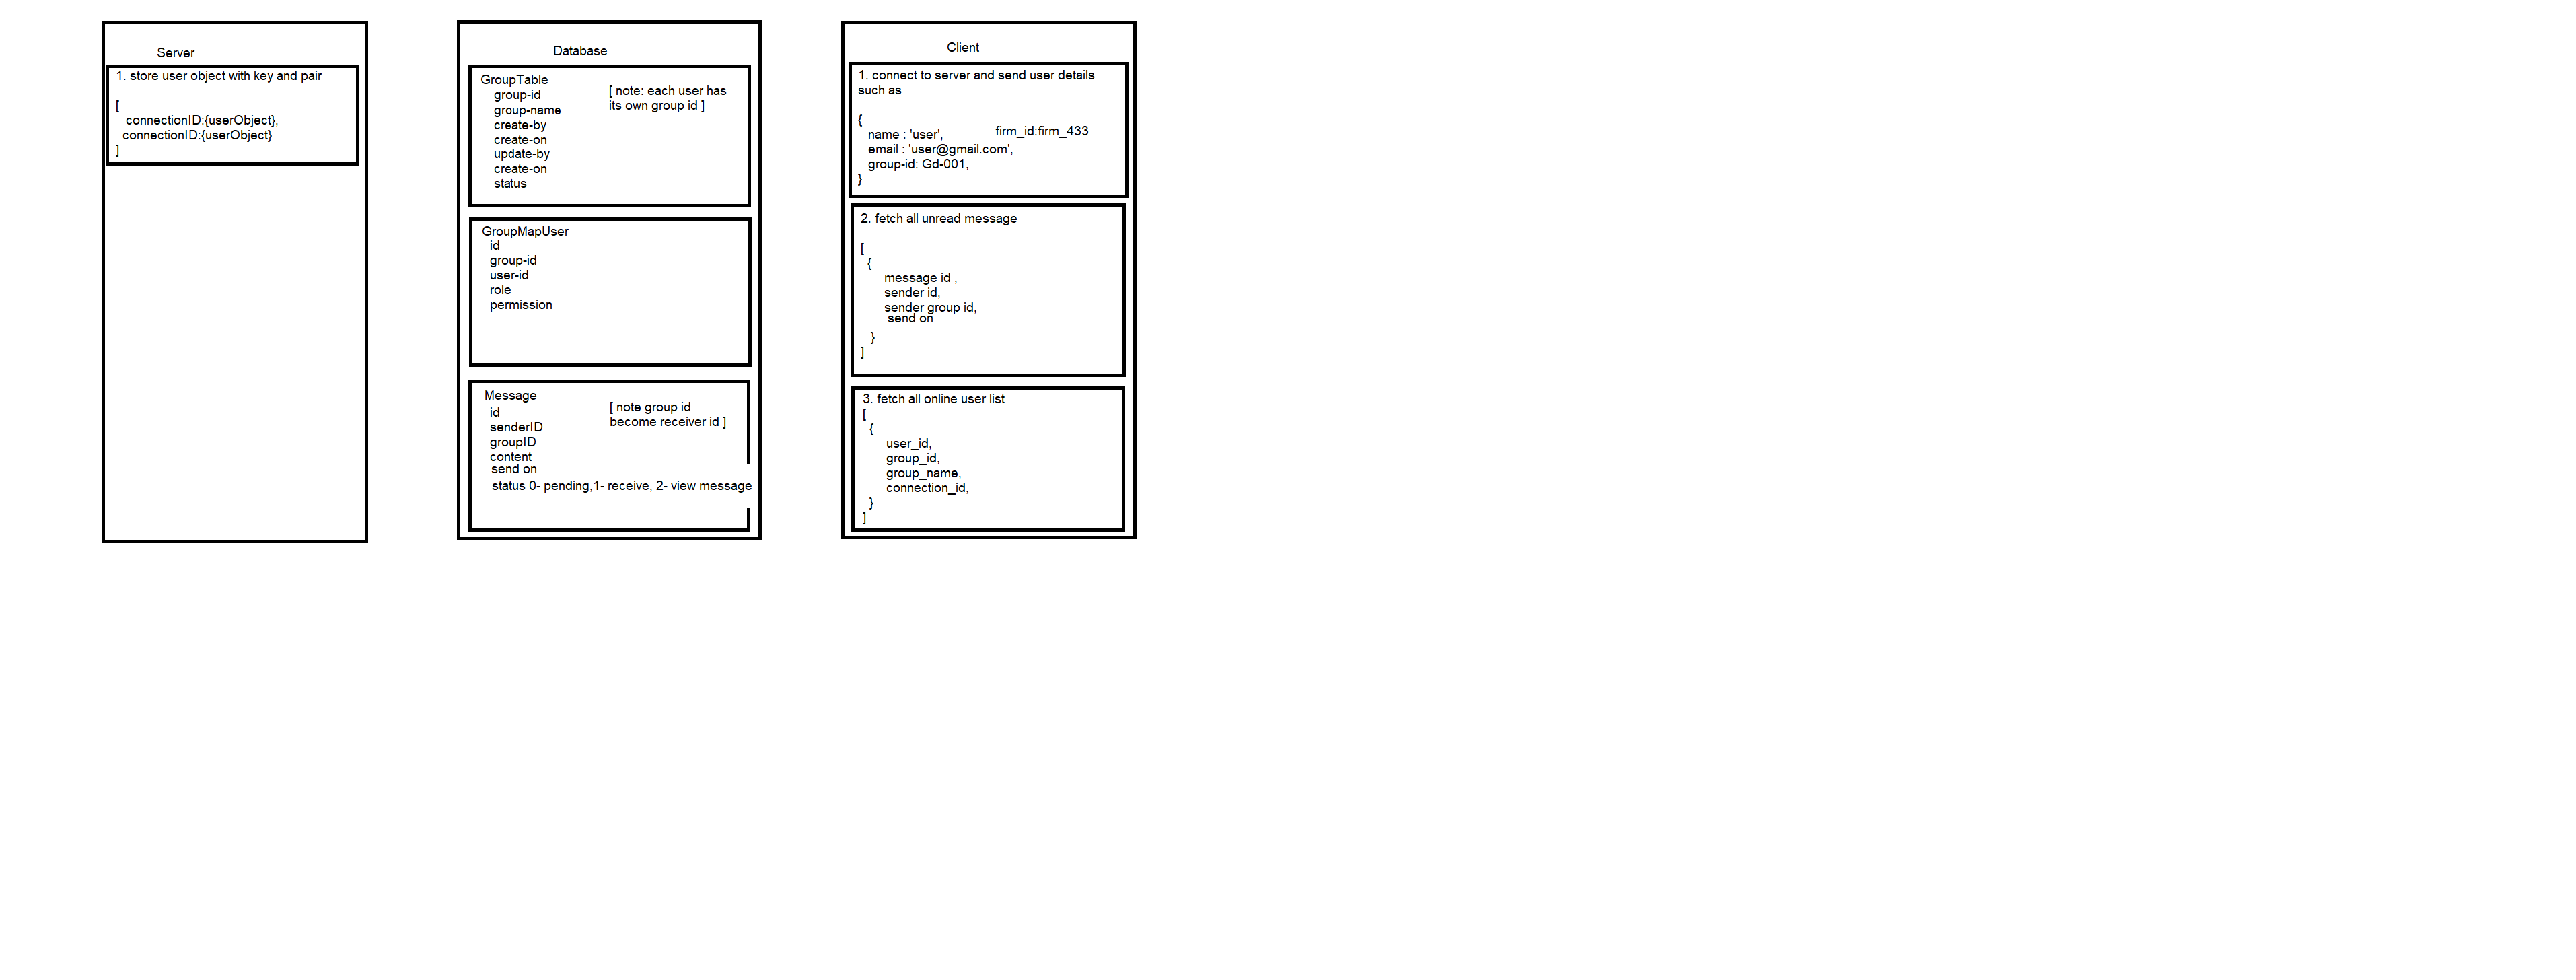 Server
1. store user object with key and pair
[
connectionID:{userObject},
connectionID:{userObject}
]
Database
GroupTable
group-id
group-name
create-by
create-on
update-by
create-on
status
[ note: each user has
its own group id ]
GroupMapUser
id
group-id
user-id
role
permission
Message
id
senderID
groupID
content
send on
status 0- pending,1- receive, 2- view message
[ note group id
become receiver id ]
Client
1. connect to server and send user details
such as
{
name : 'user',
firm_id:firm_433
email : 'user@gmail.com',
group-id: Gd-001,
}
2. fetch all unread message
[
{
message id ,
sender id,
sender group id,
send on
}
]
3. fetch all online user list
[
{
user_id,
group_id,
group_name,
connection_id,
}
]